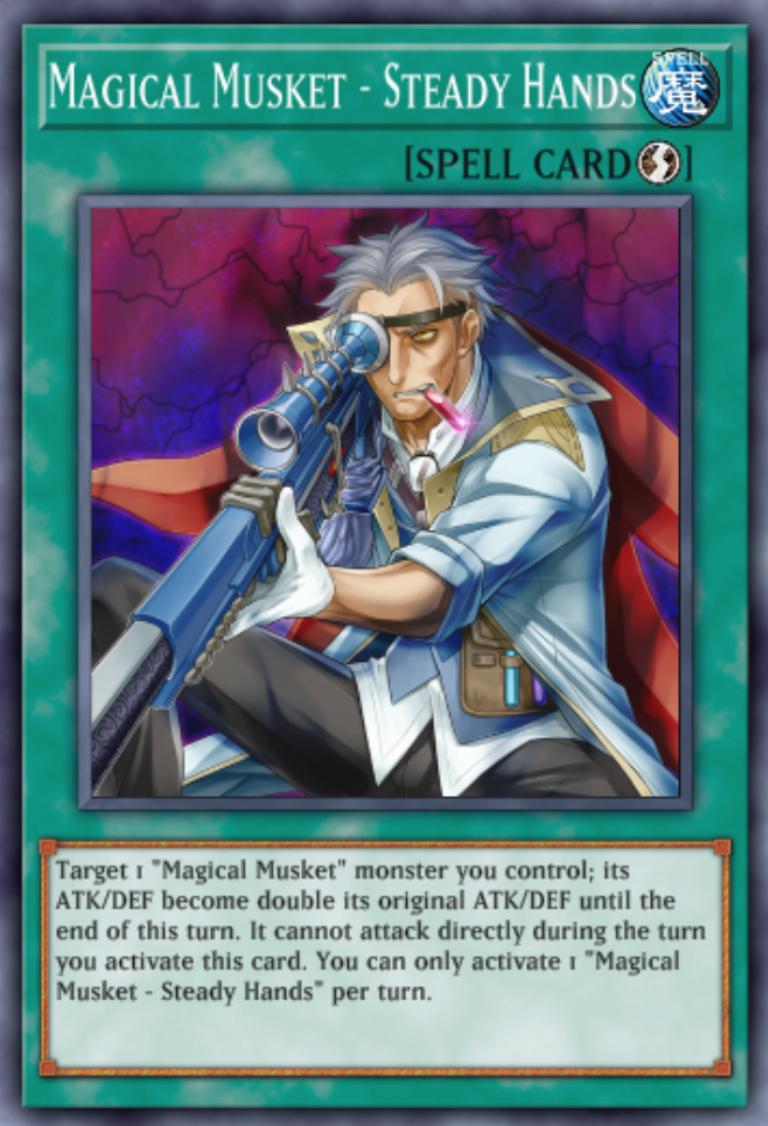 MAGICAL MUSKET - STEADY HANDS
SPELL
魔
[SPELL CARD]
Target 1 "Magical Musket" monster you control; its
ATK/DEF become double its original ATK/DEF until the
end of this turn. It cannot attack directly during the turn
you activate this card. You can only activate 1 "Magical
Musket - Steady Hands" per turn.